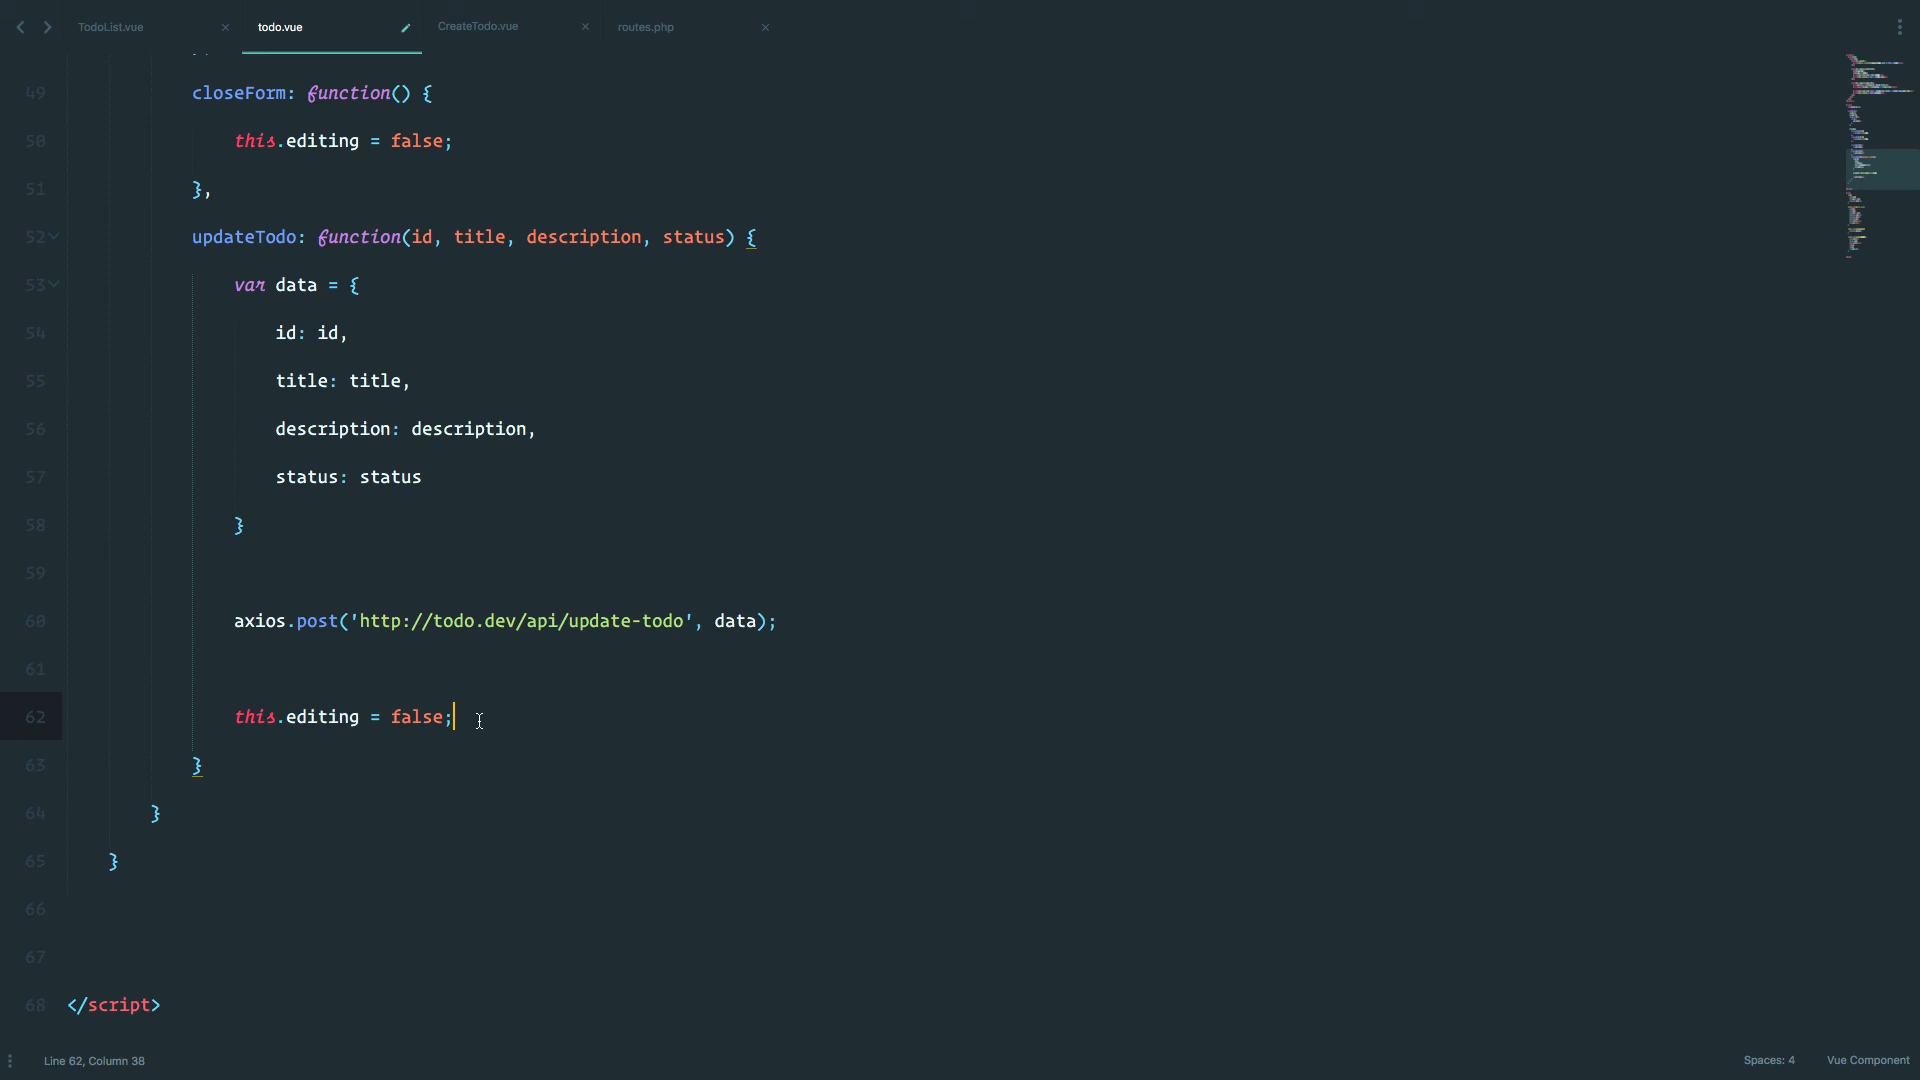 TodoList.vue
todo.vue
CreateTodo.vue
routes.php
49 closeForm: function() {
50 this.editing = false;
51 },
52 updateTodo: function(id, title, description, status) {
53 var data = {
54 id: id,
55 title: title,
56 description: description,
57 status: status
58 }
59
60 axios.post('http://todo.dev/api/update-todo', data);
61
62 this.editing = false;
63 }
64 }
65 }
66
67
68 </script>
Line 62, Column 38
Spaces: 4
Vue Component